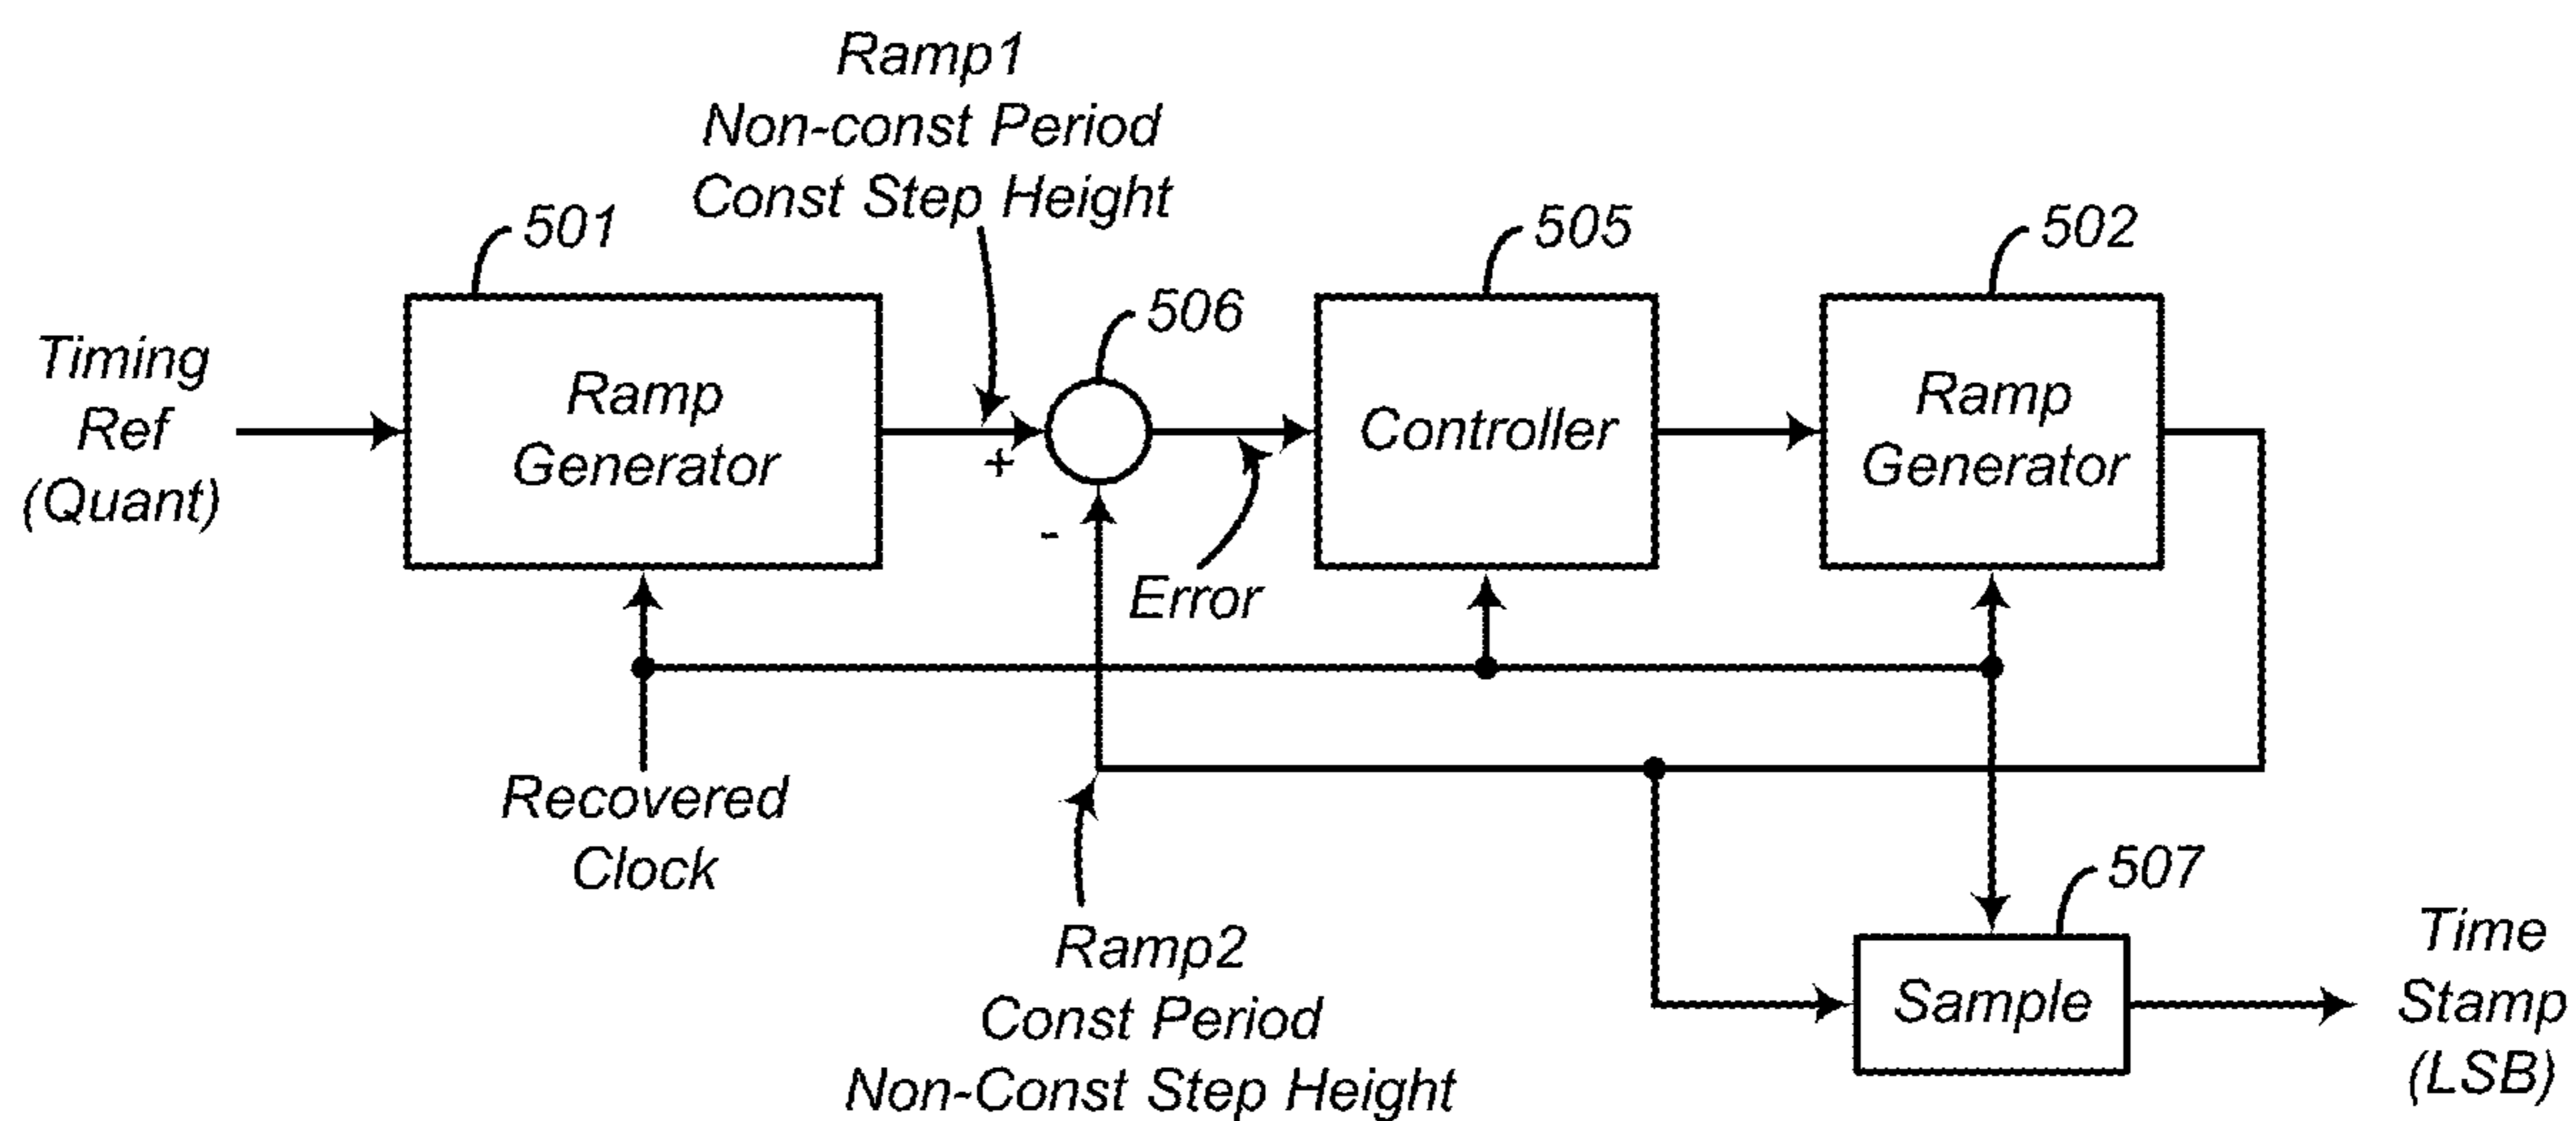 Ramp1
Non-const Period
Const Step Height
501
505
502
506
Timing
Ref
(Quant)
Ramp
Generator
+
-
Error
Controller
Ramp
Generator
Recovered
Clock
Ramp2
Const Period
Non-Const Step Height
507
Sample
Time
Stamp
(LSB)